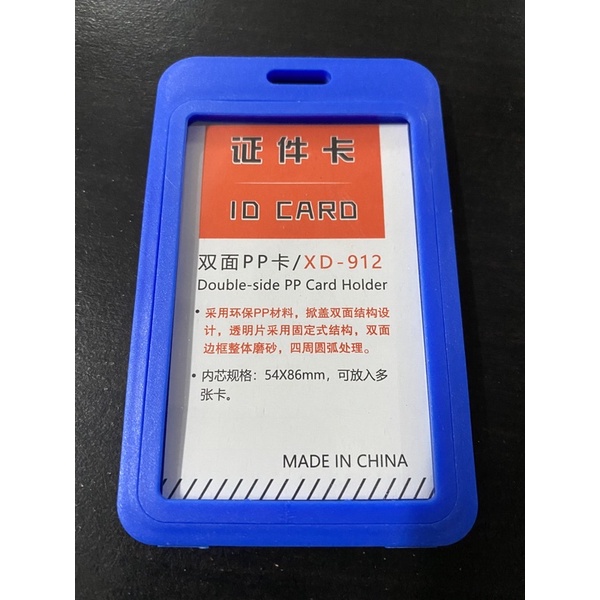 证件卡
ID CARD
双面PP卡/XD-912
Double-side PP Card Holder
• 采用环保PP材料，掀盖双面结构设
计，透明片采用固定式结构，双面
边框整体磨砂，四周圆弧处理。
• 内芯规格：54X86mm，可放入多
张卡。
MADE IN CHINA